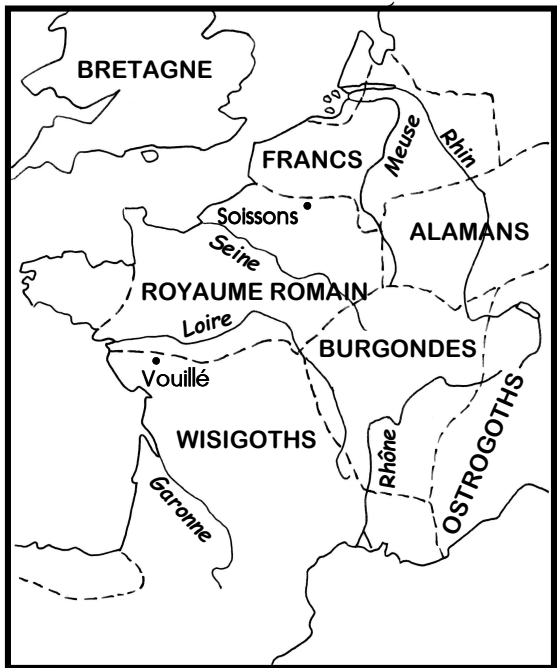 BRETAGNE
FRANCS
Meuse
Rhin
Soissons
ALAMANS
Seine
ROYAUME ROMAIN
Loire
BURGONDES
Vouillé
WISIGOTHS
OSTROGOTHS
Rhône
Garonne